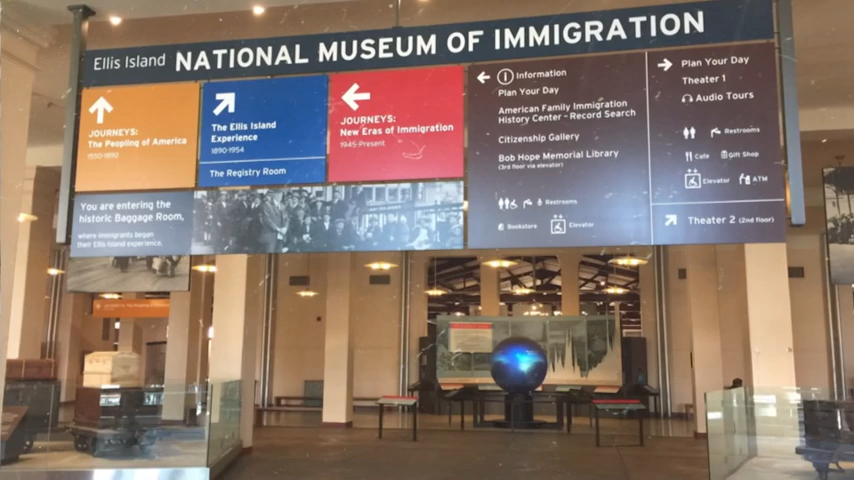 Ellis Island NATIONAL MUSEUM OF IMMIGRATION
JOURNEYS:
The Peopling of America
1550-1890
The Ellis Island
Experience
1890-1954
The Registry Room
JOURNEYS:
New Eras of Immigration
1945-Present
You are entering the
historic Baggage Room,
where immigrants began
their Ellis Island experience.
Information
Plan Your Day
American Family Immigration
History Center – Record Search
Citizenship Gallery
Bob Hope Memorial Library
(3rd floor via elevator)
Restrooms
Bookstore
Elevator
Plan Your Day
Theater 1
Audio Tours
Restrooms
Cafe
Gift Shop
Elevator
ATM
Theater 2 (2nd floor)